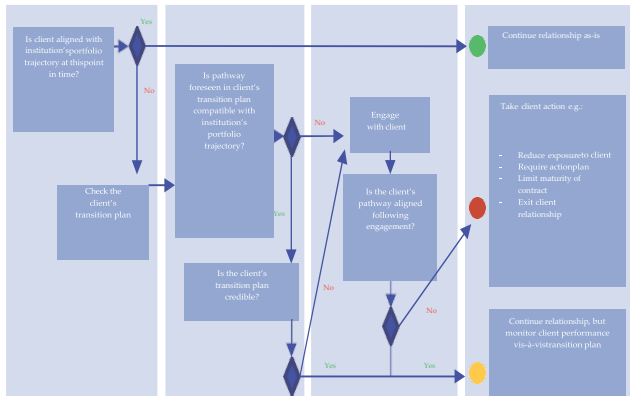 Yes
Is client aligned with
institution'sportfolio
trajectory at thispoint
in time?
No
Check the
client's
transition plan
Is pathway
foreseen in client's
transition plan
compatible with
institution's
portfolio
trajectory?
No
Yes
Is the client's
transition plan
credible?
No
Yes
Engage
with client
Is the client's
pathway aligned
following
engagement?
No
Yes
Continue relationship as-is
Take client action e.g.:
- Reduce exposureto client
- Require actionplan
- Limit maturity of
contract
- Exit client
relationship
Continue relationship, but
monitor client performance
vis-à-vistransition plan